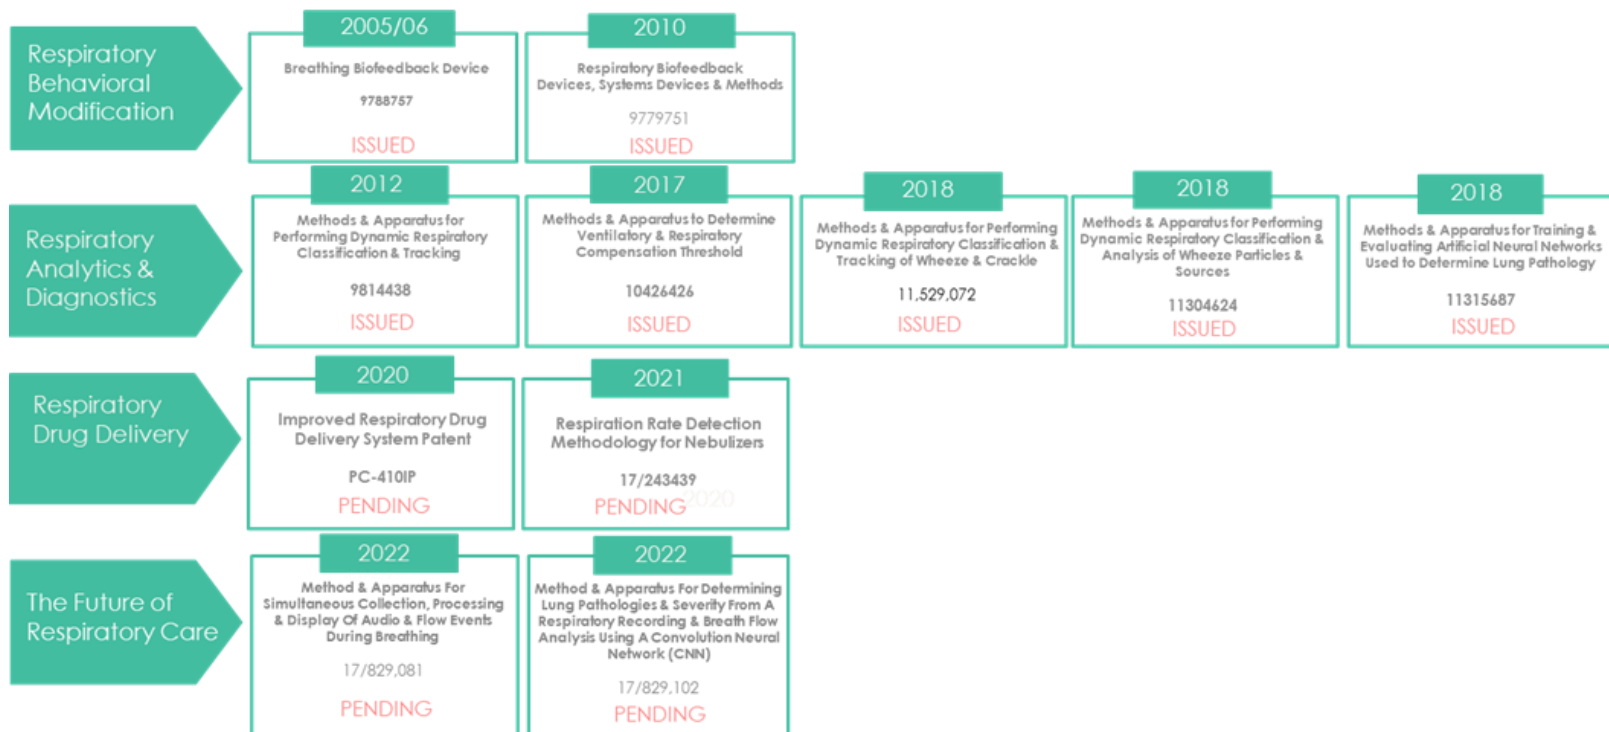 Respiratory
Behavioral
Modification
2005/06
Breathing Biofeedback Device
9788757
ISSUED
2010
Respiratory Biofeedback
Devices, Systems Devices & Methods
9779751
ISSUED
Respiratory
Analytics &
Diagnostics
2012
Methods & Apparatus for
Performing Dynamic Respiratory
Classification & Tracking
9814438
ISSUED
2017
Methods & Apparatus to Determine
Ventilatory & Respiratory
Compensation Threshold
10426426
ISSUED
2018
Methods & Apparatus for Performing
Dynamic Respiratory Classification &
Tracking of Wheeze & Crackle
11,529,072
ISSUED
2018
Methods & Apparatus for Performing
Dynamic Respiratory Classification &
Analysis of Wheeze Particles &
Sources
11304624
ISSUED
2018
Methods & Apparatus for Training &
Evaluating Artificial Neural Networks
Used to Determine Lung Pathology
11315687
ISSUED
Respiratory
Drug Delivery
2020
Improved Respiratory Drug
Delivery System Patent
PC-410IP
PENDING
2021
Respiration Rate Detection
Methodology for Nebulizers
17/243439
PENDING
2020
The Future of
Respiratory Care
2022
Method & Apparatus For
Simultaneous Collection, Processing
& Display Of Audio & Flow Events
During Breathing
17/829,081
PENDING
2022
Method & Apparatus For Determining
Lung Pathologies & Severity From A
Respiratory Recording & Breath Flow
Analysis Using A Convolution Neural
Network (CNN)
17/829,102
PENDING